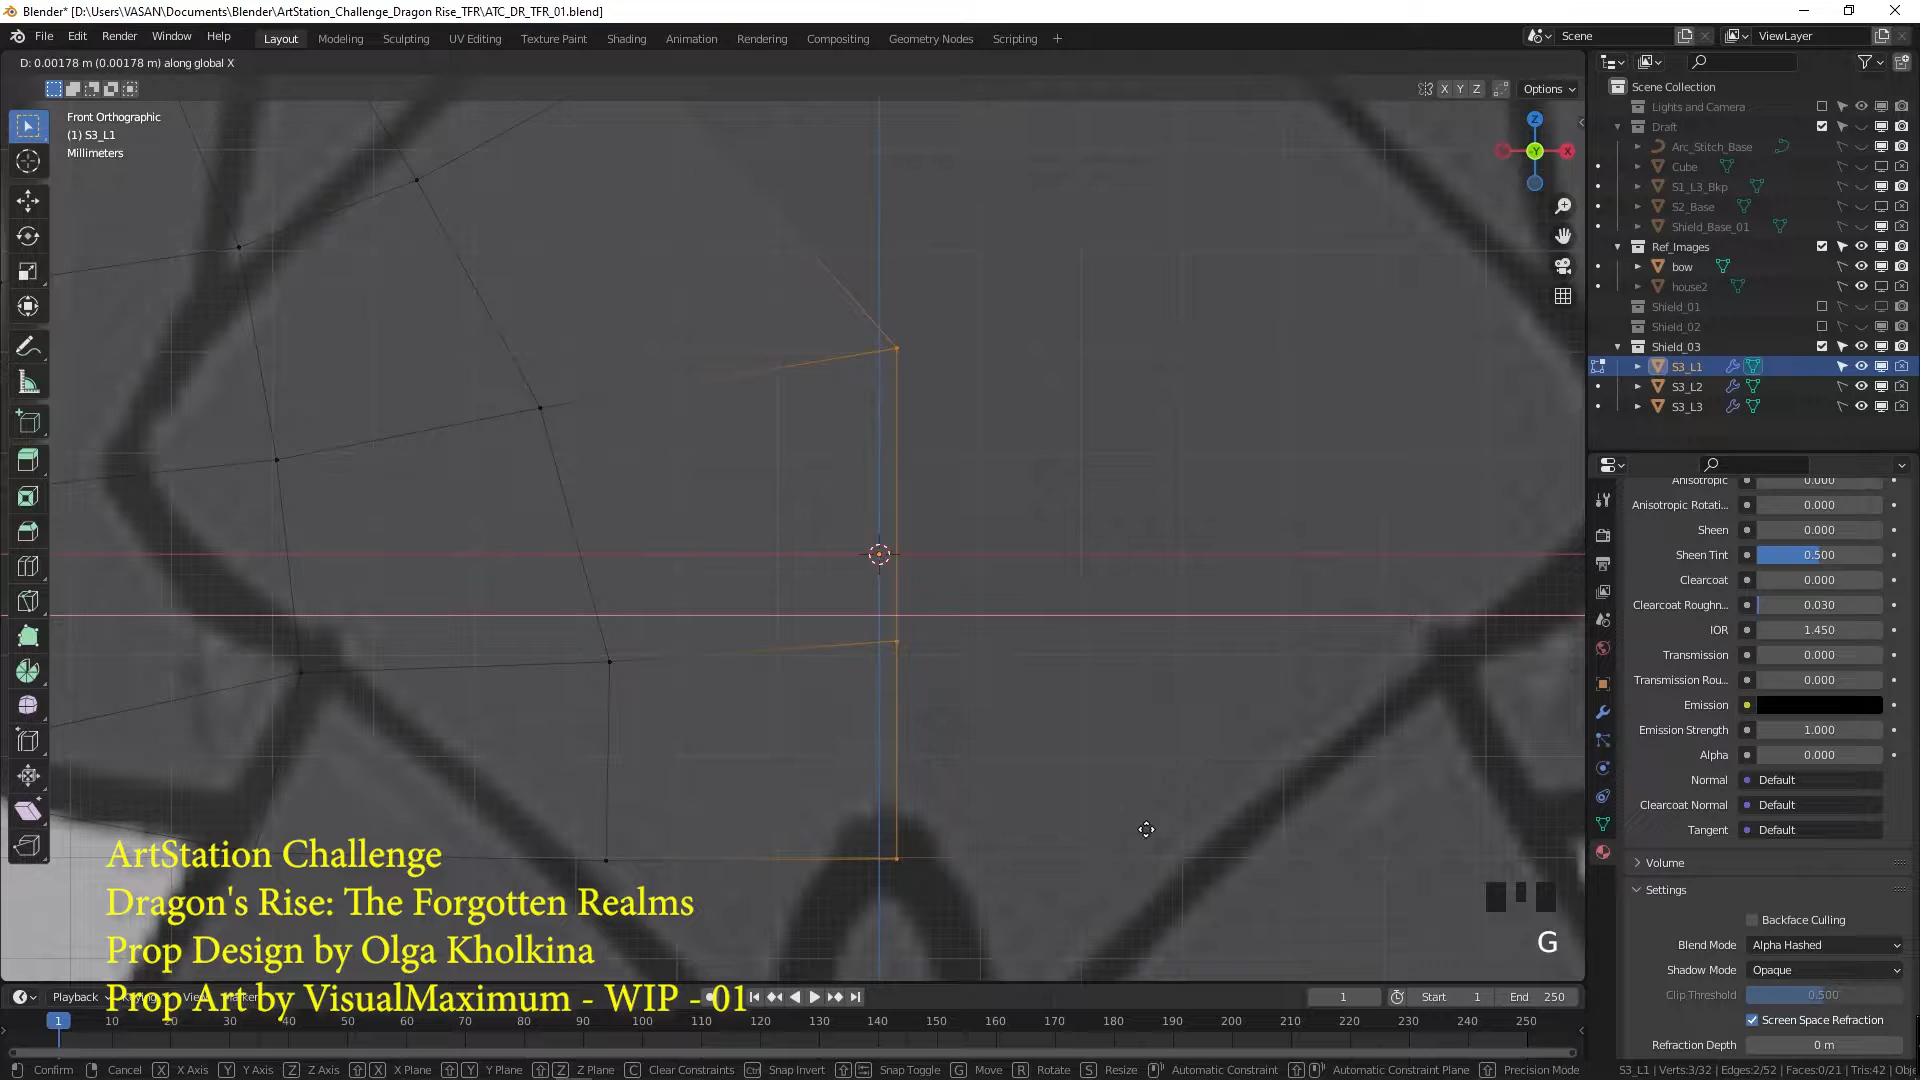 Blender* [D:\Users\VASAN\Documents\Blender\ArtStation_Challenge_Dragon Rise_TFR\ATC_DR_TFR_01.blend]
File Edit Render Window Help Layout Modeling Sculpting UV Editing Texture Paint Shading Animation Rendering Compositing Geometry Nodes Scripting + Scene ViewLayer
D: 0.00178 m (0.00178 m) along global X
X Y Z Options
Front Orthographic
(1) S3_L1
Millimeters
Z
-Y
X
Scene Collection
Lights and Camera
Draft
Arc_Stitch_Base
Cube
S1_L3_Bkp
S2_Base
Shield_Base_01
Ref_Images
bow
house2
Shield_01
Shield_02
Shield_03
S3_L1
S3_L2
S3_L3
Anisotropic 0.000
Anisotropic Rotati... 0.000
Sheen 0.000
Sheen Tint 0.500
Clearcoat 0.000
Clearcoat Roughn... 0.030
IOR 1.450
Transmission 0.000
Transmission Rou... 0.000
Emission
Emission Strength 1.000
Alpha 0.000
Normal Default
Clearcoat Normal Default
Tangent Default
Volume
Settings
Backface Culling
Blend Mode Alpha Hashed
Shadow Mode Opaque
Clip Threshold 0.500
Screen Space Refraction
Refraction Depth 0 m
G
ArtStation Challenge
Dragon's Rise: The Forgotten Realms
Prop Design by Olga Kholkina
Prop Art by VisualMaximum - WIP - 01
Playback View Marker 1 Start 1 End 250
1 10 20 30 40 50 60 70 80 90 100 110 120 130 140 150 160 170 180 190 200 210 220 230 240 250
Confirm Cancel X X Axis Y Y Axis Z Z Axis X X Plane Y Y Plane Z Z Plane C Clear Constraints Ctrl Snap Invert Snap Toggle G Move R Rotate S Resize Automatic Constraint Automatic Constraint Plane Precision Mode S3_L1 | Verts:3/32 | Edges:2/52 | Faces:0/21 | Tris:42 | Obje